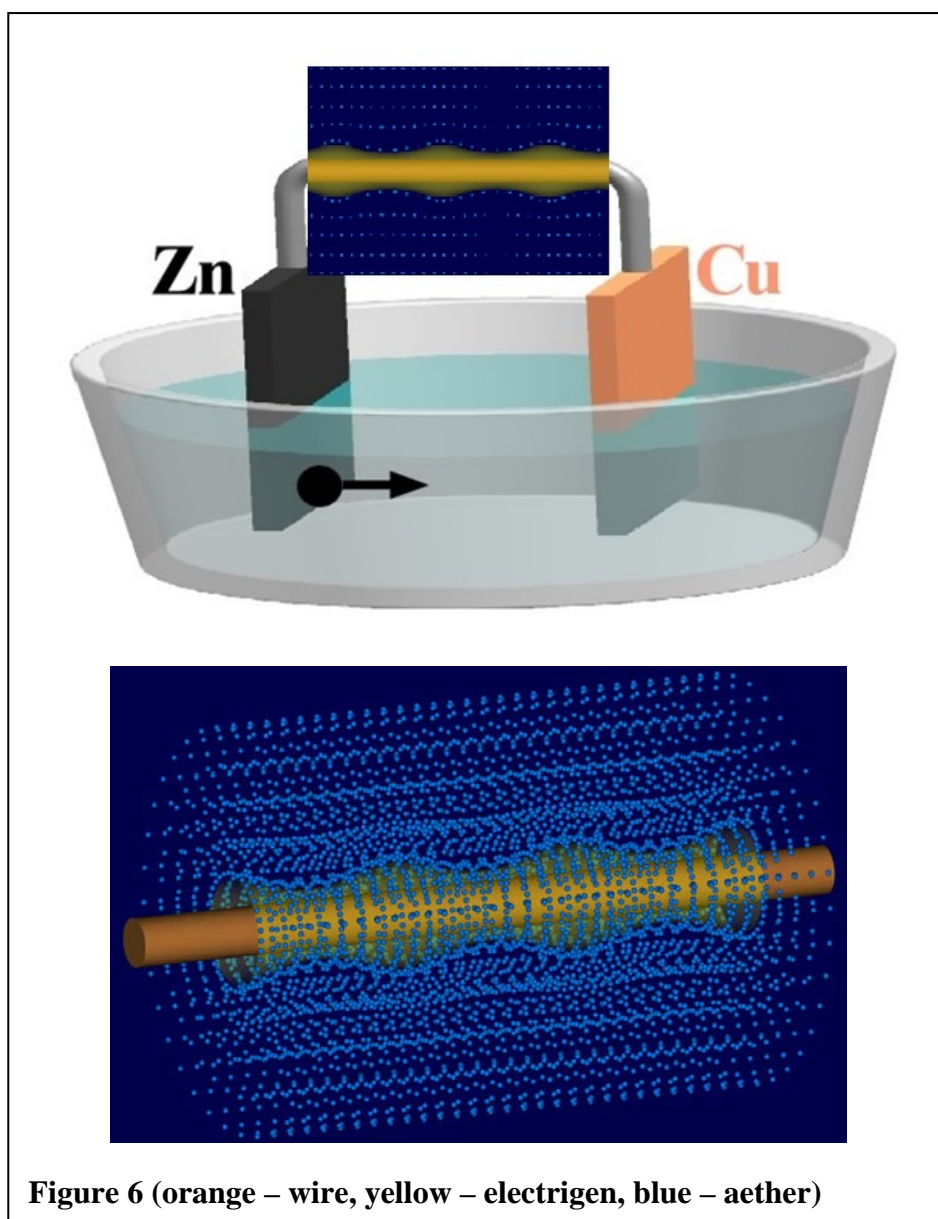 Zn
Cu
Figure 6 (orange – wire, yellow – electrigen, blue – aether)